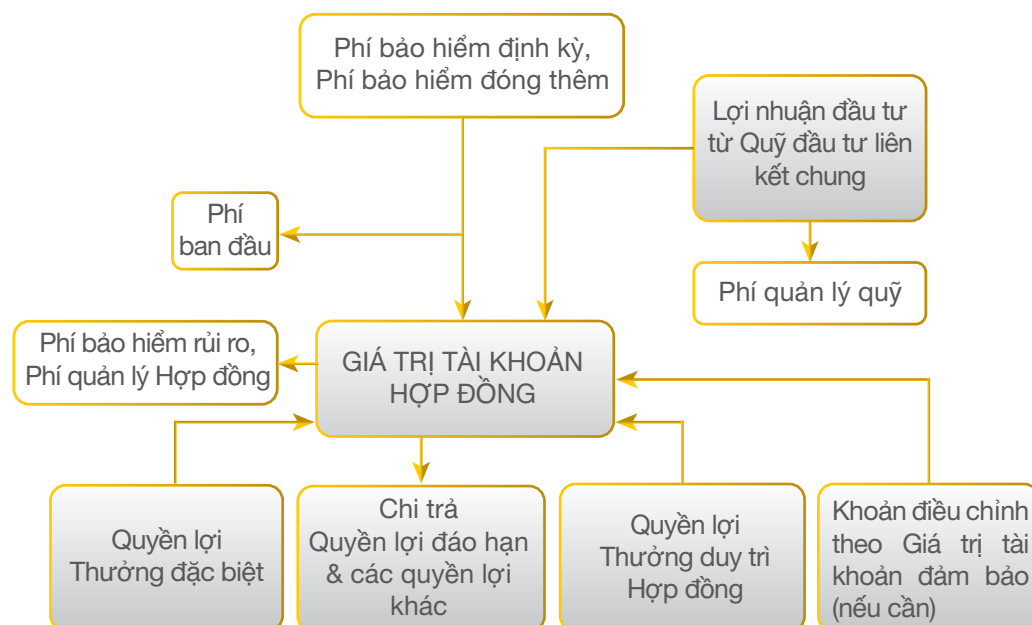 Phí bảo hiểm định kỳ,
Phí bảo hiểm đóng thêm
Lợi nhuận đầu tư
từ Quỹ đầu tư liên
kết chung
Phí
ban đầu
Phí quản lý quỹ
Phí bảo hiểm rủi ro,
Phí quản lý Hợp đồng
GIÁ TRỊ TÀI KHOẢN
HỢP ĐỒNG
Quyền lợi
Thưởng đặc biệt
Chi trả
Quyền lợi đáo hạn
& các quyền lợi
khác
Quyền lợi
Thưởng duy trì
Hợp đồng
Khoản điều chỉnh
theo Giá trị tài
khoản đảm bảo
(nếu cần)